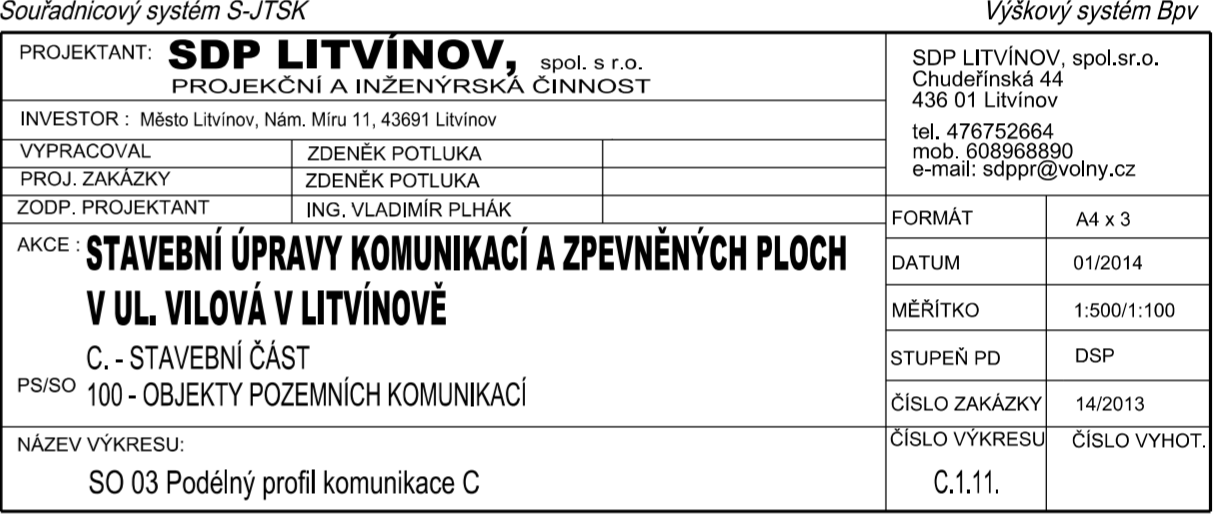 Souřadnicový systém S-JTSK Výškový systém Bpv
PROJEKTANT: SDP LITVÍNOV, spol. s r.o.
PROJEKČNÍ A INŽENÝRSKÁ ČINNOST
SDP LITVÍNOV, spol.sr.o.
Chudeřínská 44
436 01 Litvínov
tel. 476752664
mob. 608968890
e-mail: sdppr@volny.cz
INVESTOR : Město Litvínov, Nám. Míru 11, 43691 Litvínov
VYPRACOVAL ZDENĚK POTLUKA
PROJ. ZAKÁZKY ZDENĚK POTLUKA
ZODP. PROJEKTANT ING. VLADIMÍR PLHÁK
AKCE : STAVEBNÍ ÚPRAVY KOMUNIKACÍ A ZPEVNĚNÝCH PLOCH
V UL. VILOVÁ V LITVÍNOVĚ
C. - STAVEBNÍ ČÁST
PS/SO 100 - OBJEKTY POZEMNÍCH KOMUNIKACÍ
FORMÁT A4 x 3
DATUM 01/2014
MĚŘÍTKO 1:500/1:100
STUPEŇ PD DSP
ČÍSLO ZAKÁZKY 14/2013
NÁZEV VÝKRESU:
SO 03 Podélný profil komunikace C
ČÍSLO VÝKRESU ČÍSLO VYHOT.
C.1.11.